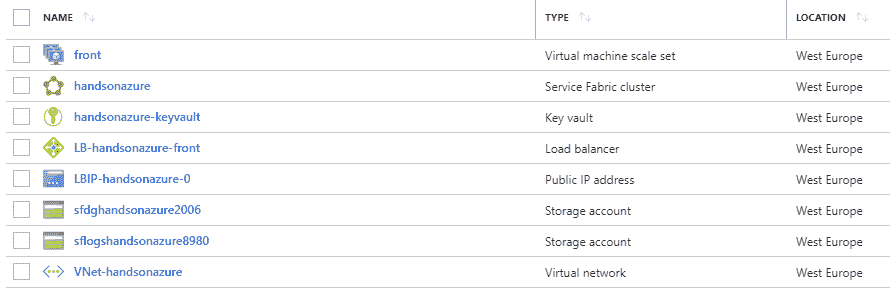 NAME TYPE LOCATION
front Virtual machine scale set West Europe
handsonazure Service Fabric cluster West Europe
handsonazure-keyvault Key vault West Europe
LB-handsonazure-front Load balancer West Europe
LBIP-handsonazure-0 Public IP address West Europe
sfdghandsonazure2006 Storage account West Europe
sflogshandsonazure8980 Storage account West Europe
VNet-handsonazure Virtual network West Europe